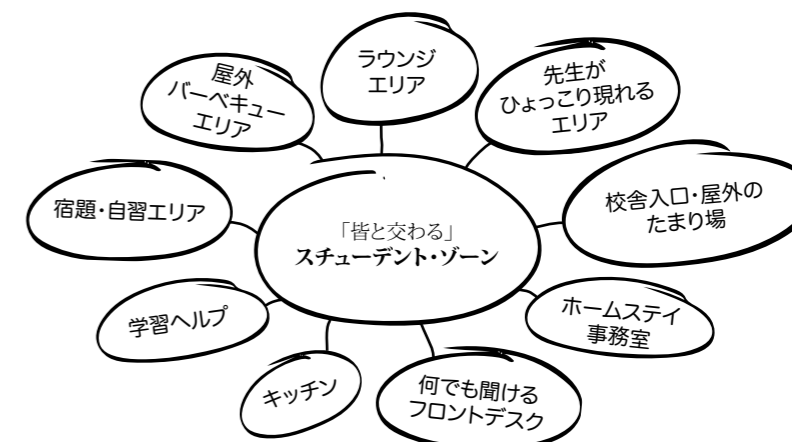 ラウンジ
エリア
屋外
バーベキュー
エリア
先生が
ひょっこり現れる
エリア
宿題・自習エリア
校舎入口・屋外の
たまり場
「皆と交わる」
スチューデント・ゾーン
学習ヘルプ
ホームステイ
事務室
キッチン
何でも聞ける
フロントデスク